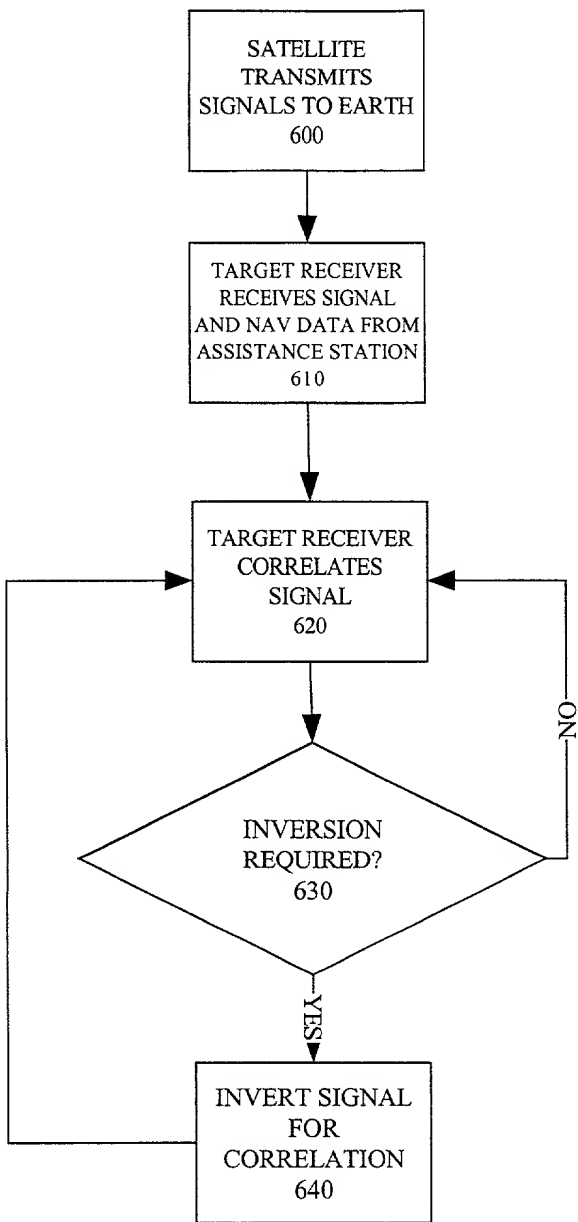 SATELLITE
TRANSMITS
SIGNALS TO EARTH
600
TARGET RECEIVER
RECEIVES SIGNAL
AND NAV DATA FROM
ASSISTANCE STATION
610
TARGET RECEIVER
CORRELATES
SIGNAL
620
NO
INVERSION
REQUIRED?
630
YES
INVERT SIGNAL
FOR
CORRELATION
640